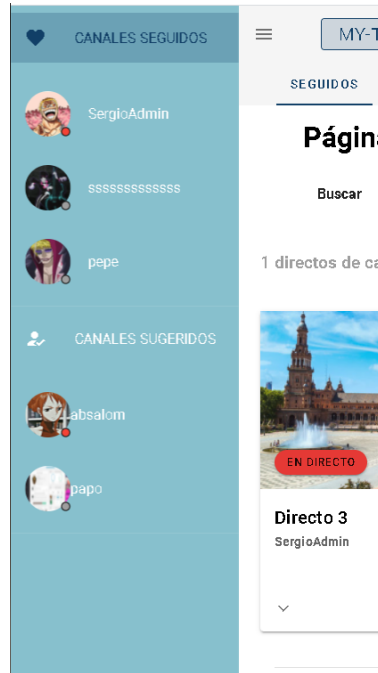 CANALES SEGUIDOS
SergioAdmin
sssssssssssss
pepe
CANALES SUGERIDOS
absalom
papo
MY-T
SEGUIDOS
Págin
Buscar
1 directos de ca
EN DIRECTO
Directo 3
SergioAdmin